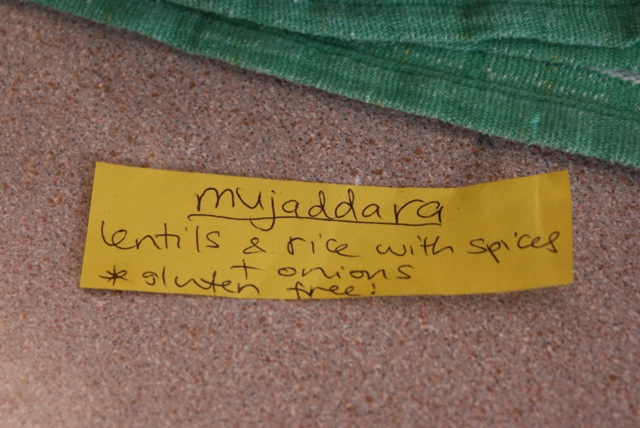 mujaddara
lentils & rice with spices
+ onions
* gluten free!